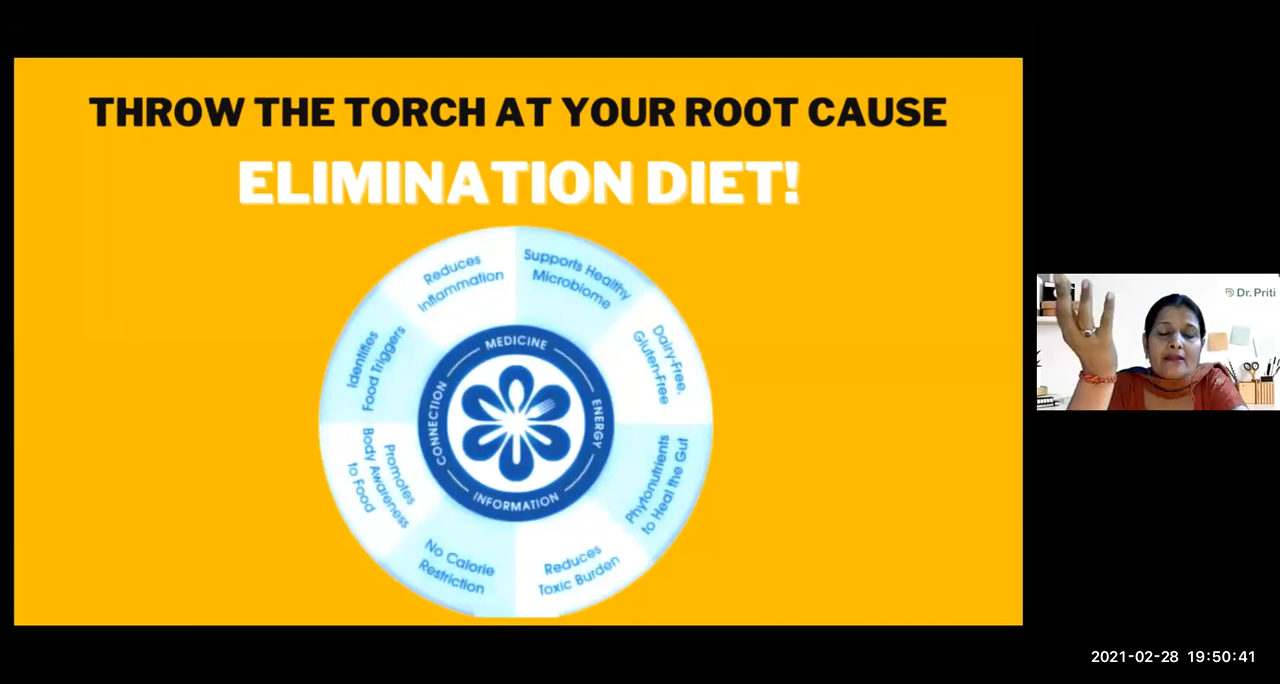 THROW THE TORCH AT YOUR ROOT CAUSE
ELIMINATION DIET!
Supports Healthy
Microbiome
Dairy-Free,
Gluten-Free
Phytonutrients
to Heal the Gut
Reduces
Toxic Burden
No Calorie
Restriction
Promotes
Body Awareness
to Food
Identifies
Food Triggers
Reduces
Inflammation
MEDICINE
ENERGY
INFORMATION
CONNECTION
Dr. Priti
2021-02-28 19:50:41